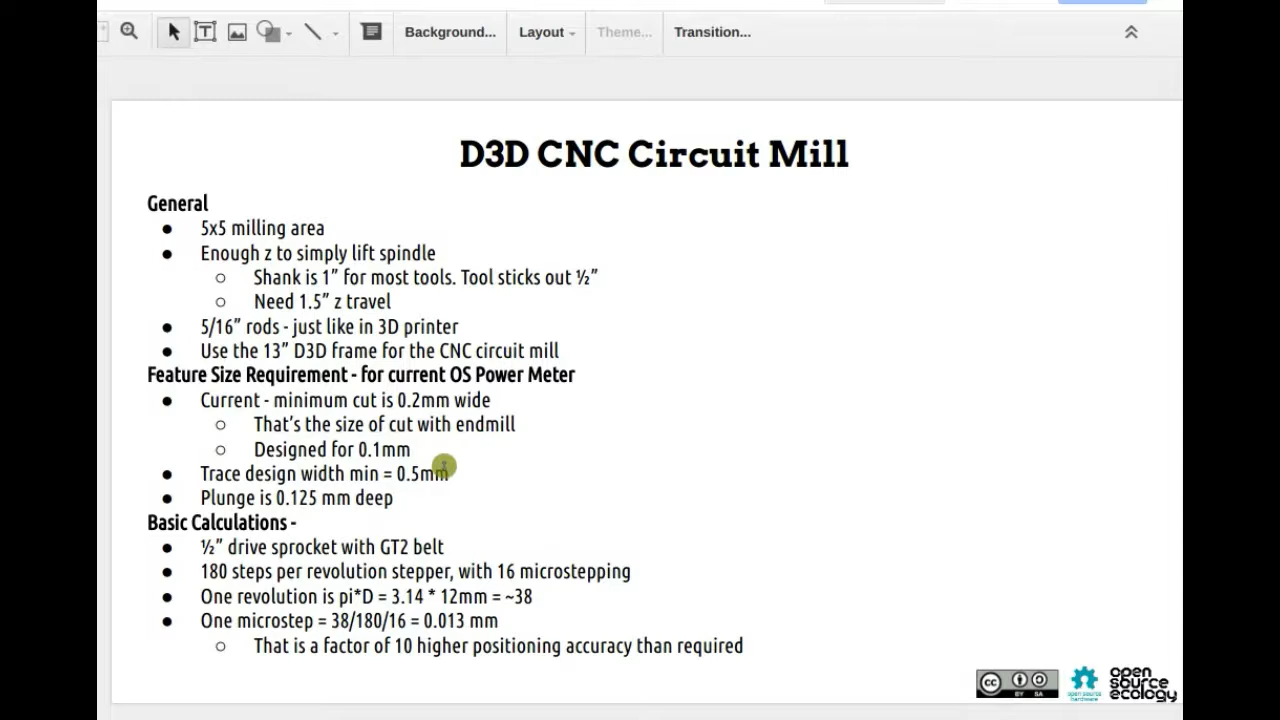 Background...
Layout
Theme...
Transition...
D3D CNC Circuit Mill
General
● 5x5 milling area
● Enough z to simply lift spindle
○ Shank is 1” for most tools. Tool sticks out ½”
○ Need 1.5” z travel
● 5/16” rods - just like in 3D printer
● Use the 13” D3D frame for the CNC circuit mill
Feature Size Requirement - for current OS Power Meter
● Current - minimum cut is 0.2mm wide
○ That’s the size of cut with endmill
○ Designed for 0.1mm
● Trace design width min = 0.5mm
● Plunge is 0.125 mm deep
Basic Calculations -
● ½” drive sprocket with GT2 belt
● 180 steps per revolution stepper, with 16 microstepping
● One revolution is pi*D = 3.14 * 12mm = ~38
● One microstep = 38/180/16 = 0.013 mm
○ That is a factor of 10 higher positioning accuracy than required
cc
BY SA
open source hardware
open
source
ecology